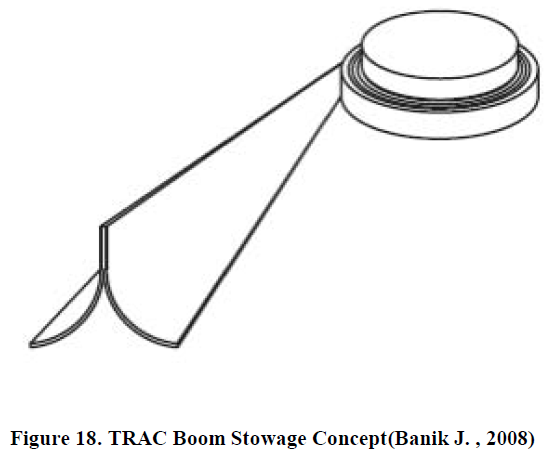 Figure 18. TRAC Boom Stowage Concept(Banik J. , 2008)